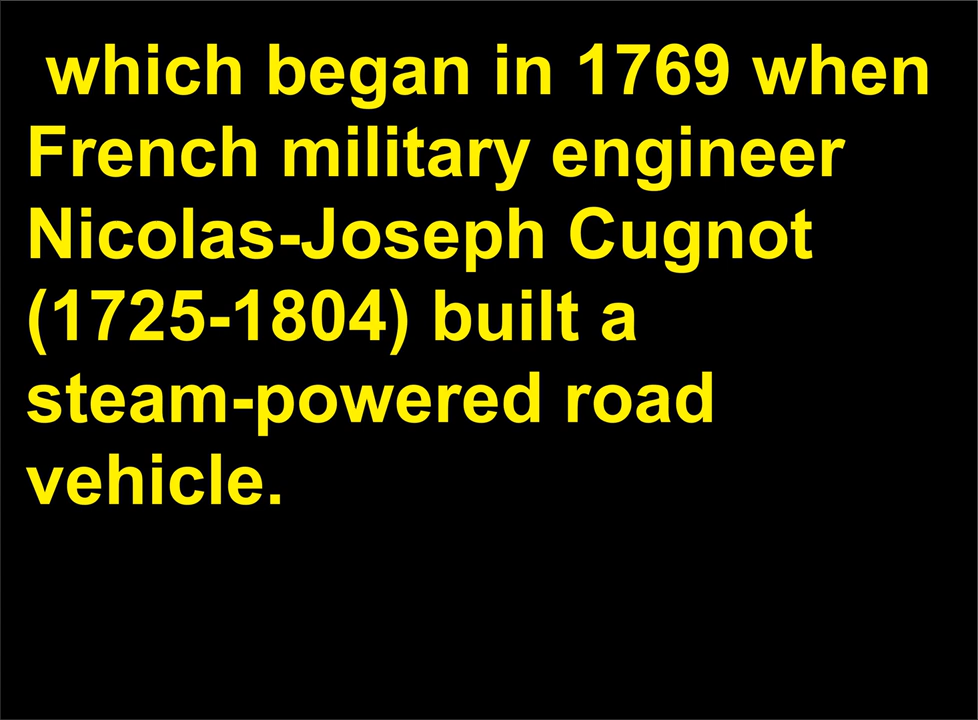 which began in 1769 when
French military engineer
Nicolas-Joseph Cugnot
(1725-1804) built a
steam-powered road
vehicle.